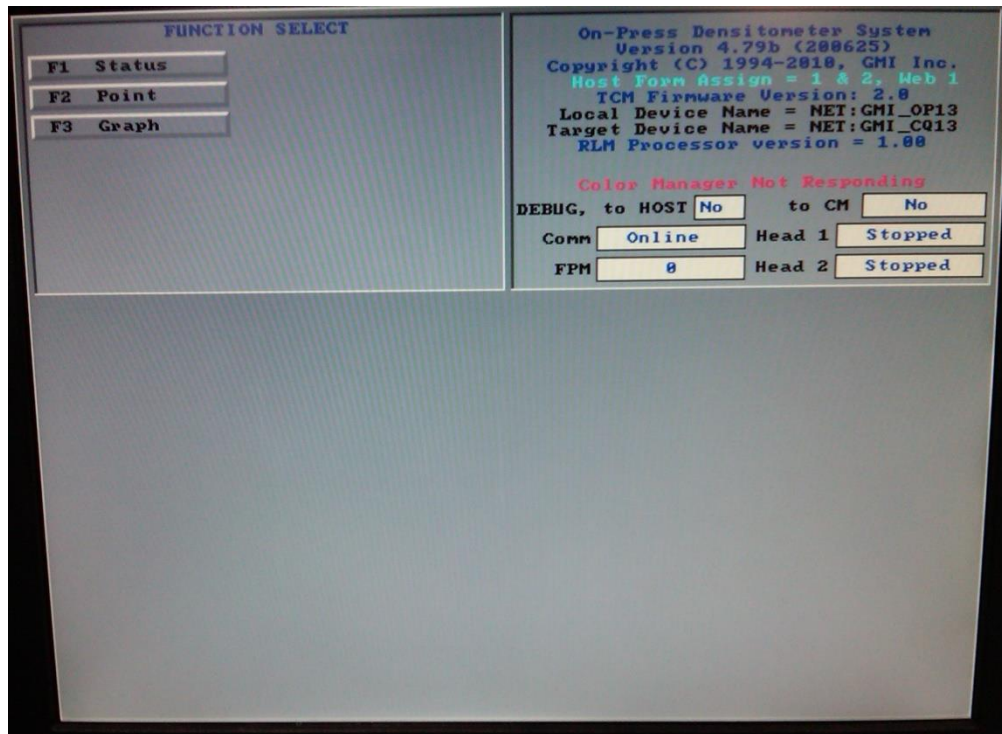 FUNCTION SELECT
F1 Status
F2 Point
F3 Graph
On-Press Densitometer System
Version 4.79b (200625)
Copyright (C) 1994-2010, GMI Inc.
Host Form Assign = 1 & 2, Web 1
TCM Firmware Version: 2.0
Local Device Name = NET:GMI_OP13
Target Device Name = NET:GMI_CQ13
RLM Processor version = 1.00
Color Manager Not Responding
DEBUG, to HOST No to CM No
Comm Online Head 1 Stopped
FPM 0 Head 2 Stopped